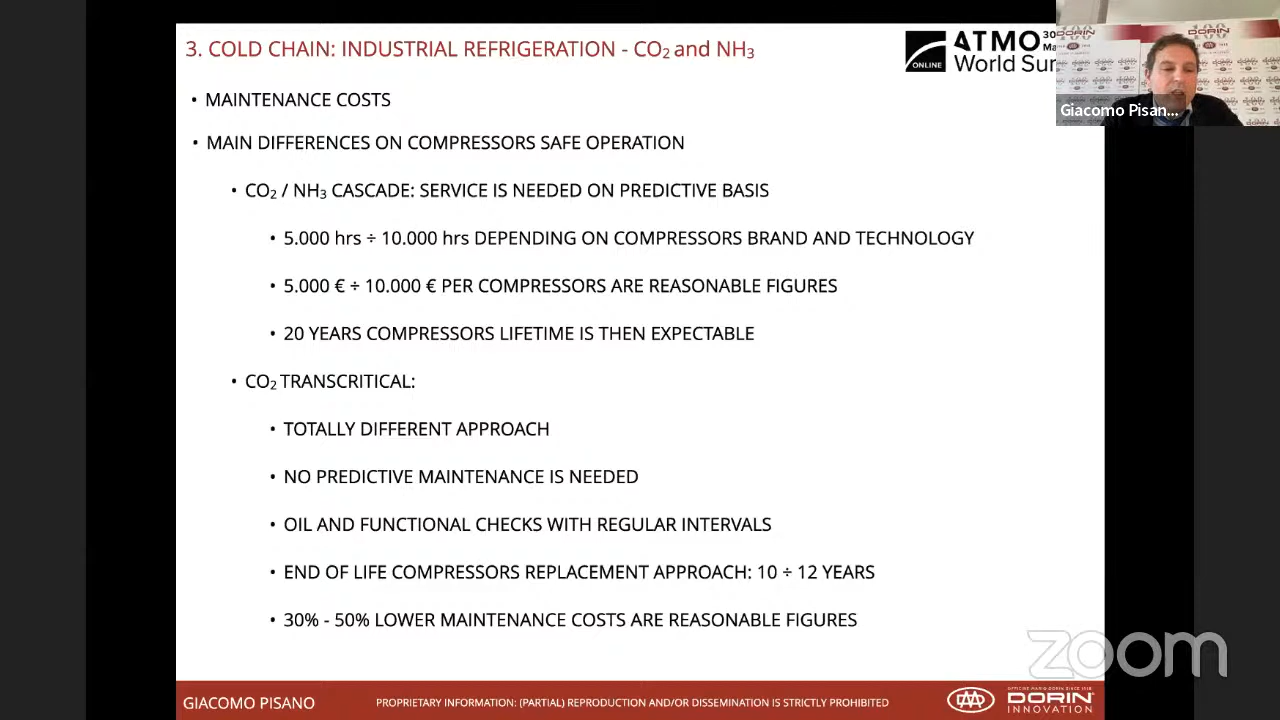 3. COLD CHAIN: INDUSTRIAL REFRIGERATION - CO₂ and NH₃
ONLINE
ATMO
World Sum
30
Ma
DORIN
Giacomo Pisan...
• MAINTENANCE COSTS
• MAIN DIFFERENCES ON COMPRESSORS SAFE OPERATION
• CO₂ / NH₃ CASCADE: SERVICE IS NEEDED ON PREDICTIVE BASIS
• 5.000 hrs ÷ 10.000 hrs DEPENDING ON COMPRESSORS BRAND AND TECHNOLOGY
• 5.000 € ÷ 10.000 € PER COMPRESSORS ARE REASONABLE FIGURES
• 20 YEARS COMPRESSORS LIFETIME IS THEN EXPECTABLE
• CO₂ TRANSCRITICAL:
• TOTALLY DIFFERENT APPROACH
• NO PREDICTIVE MAINTENANCE IS NEEDED
• OIL AND FUNCTIONAL CHECKS WITH REGULAR INTERVALS
• END OF LIFE COMPRESSORS REPLACEMENT APPROACH: 10 ÷ 12 YEARS
• 30% - 50% LOWER MAINTENANCE COSTS ARE REASONABLE FIGURES
zoom
GIACOMO PISANO
PROPRIETARY INFORMATION: (PARTIAL) REPRODUCTION AND/OR DISSEMINATION IS STRICTLY PROHIBITED
DORIN
INNOVATION